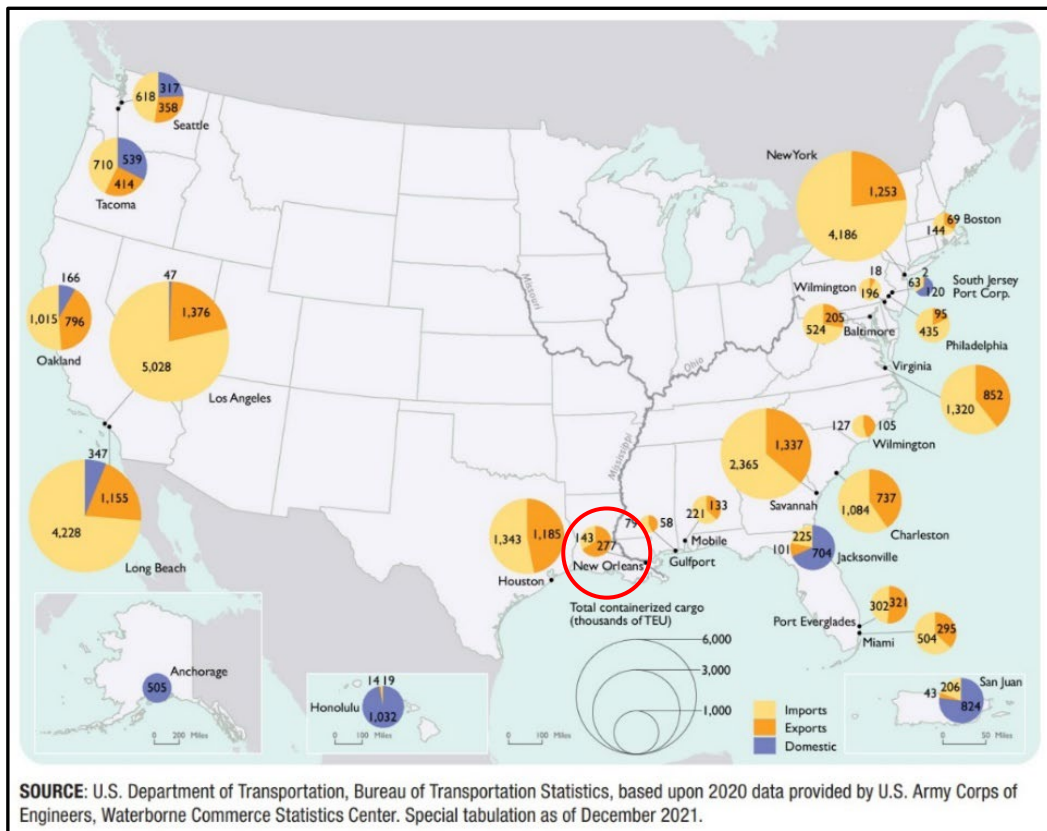 317
618
358
Seattle
539
710
414
Tacoma
166
1,015
796
Oakland
47
1,376
5,028
Los Angeles
347
1,155
4,228
Long Beach
New York
1,253
4,186
69 Boston
144
18
Wilmington
196
2
63
120
South Jersey
Port Corp.
205
524
Baltimore
95
435
Philadelphia
Virginia
852
1,320
127
105
Wilmington
1,337
2,365
Savannah
737
1,084
Charleston
225
101
704
Jacksonville
302
321
Port Everglades
295
504
Miami
Missouri
Ohio
Mississippi
1,343
1,185
Houston
143
277
New Orleans
79
58
Gulfport
221
133
Mobile
Total containerized cargo
(thousands of TEU)
6,000
3,000
1,000
Imports
Exports
Domestic
Anchorage
505
0 200 Miles
14 19
Honolulu
1,032
0 100 Miles
0 100 Miles
San Juan
206
43
824
0 50 Miles
SOURCE: U.S. Department of Transportation, Bureau of Transportation Statistics, based upon 2020 data provided by U.S. Army Corps of
Engineers, Waterborne Commerce Statistics Center. Special tabulation as of December 2021.